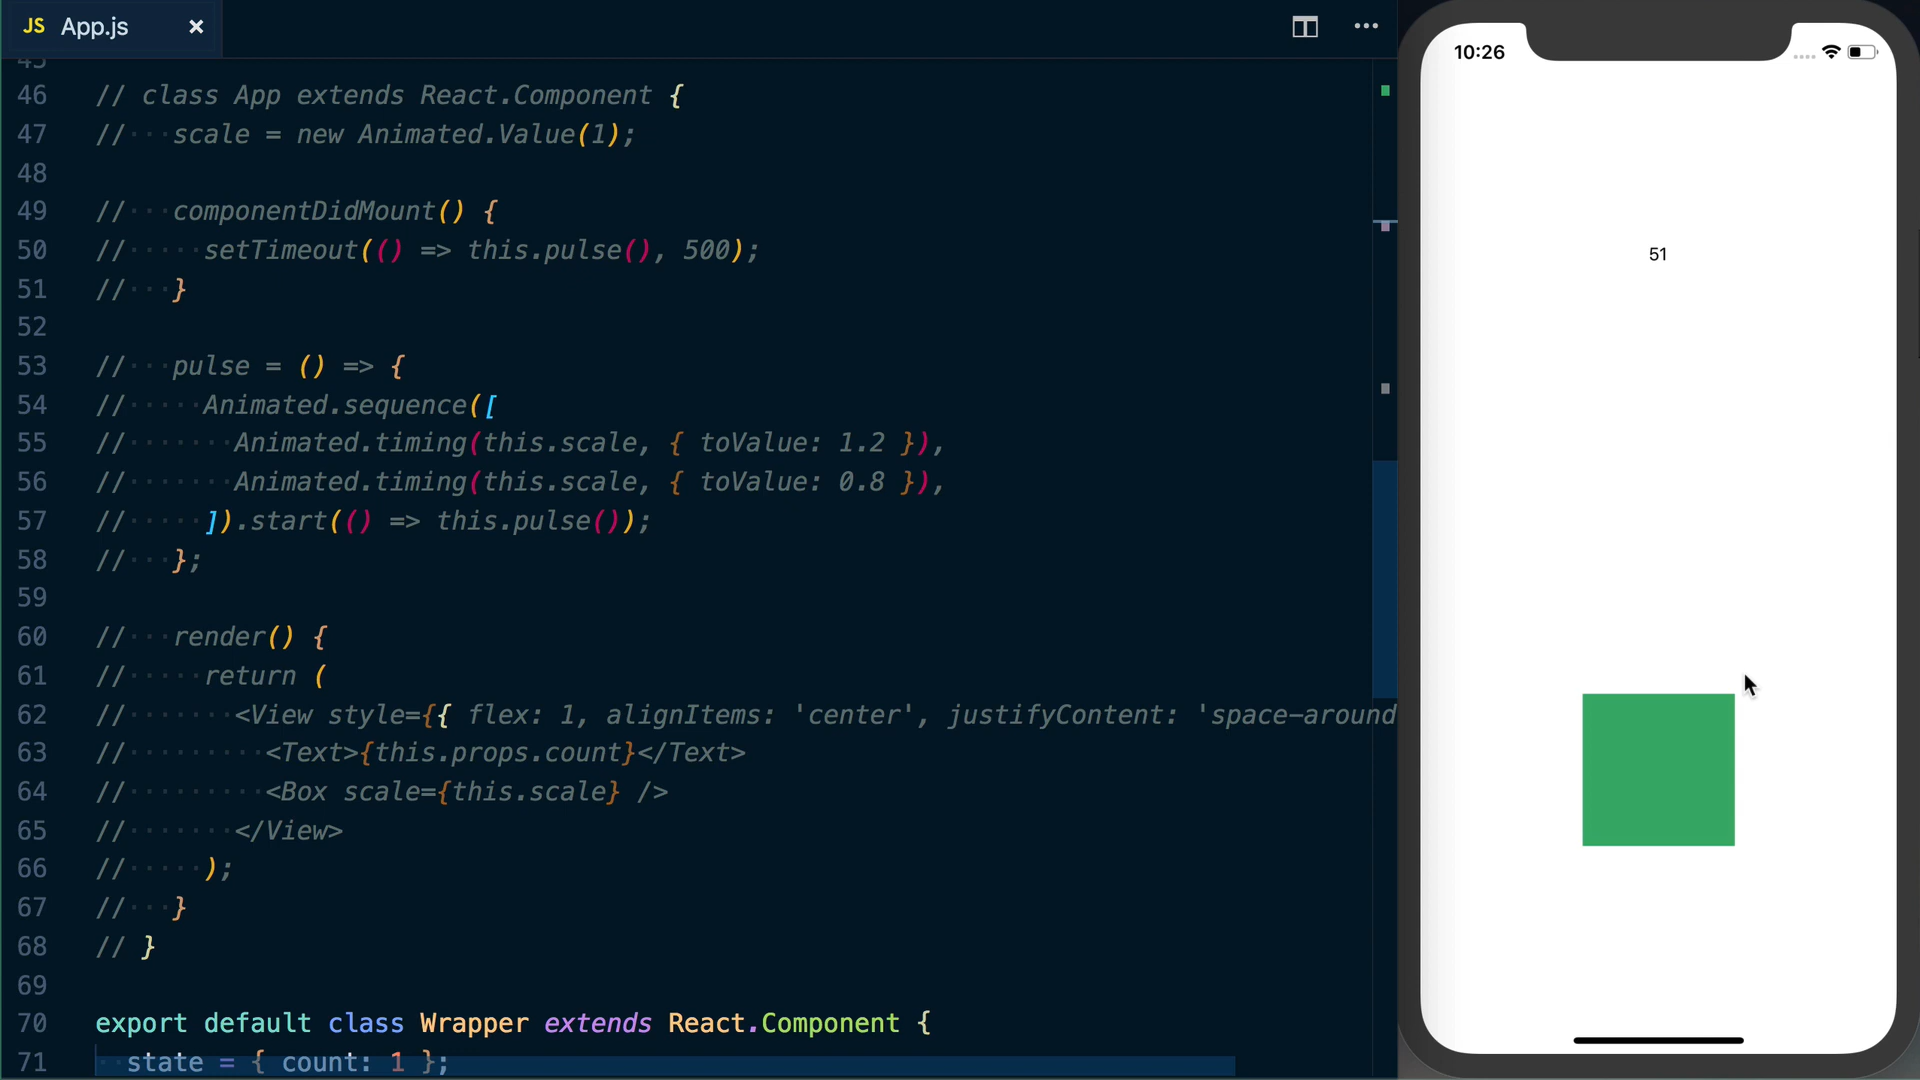 JS App.js ×
45
46 // class App extends React.Component {
47 //   scale = new Animated.Value(1);
48
49 //   componentDidMount() {
50 //     setTimeout(() => this.pulse(), 500);
51 //   }
52
53 //   pulse = () => {
54 //     Animated.sequence([
55 //       Animated.timing(this.scale, { toValue: 1.2 }),
56 //       Animated.timing(this.scale, { toValue: 0.8 }),
57 //     ]).start(() => this.pulse());
58 //   };
59
60 //   render() {
61 //     return (
62 //       <View style={{ flex: 1, alignItems: 'center', justifyContent: 'space-around
63 //         <Text>{this.props.count}</Text>
64 //         <Box scale={this.scale} />
65 //       </View>
66 //     );
67 //   }
68 // }
69
70 export default class Wrapper extends React.Component {
71   state = { count: 1 };
10:26
51